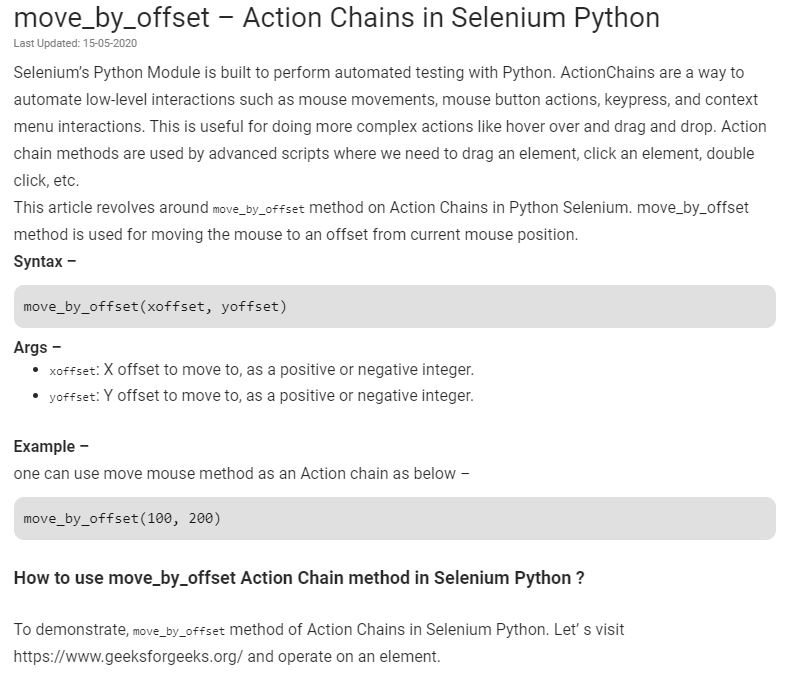 move_by_offset – Action Chains in Selenium Python
Last Updated: 15-05-2020
Selenium's Python Module is built to perform automated testing with Python. ActionChains are a way to
automate low-level interactions such as mouse movements, mouse button actions, keypress, and context
menu interactions. This is useful for doing more complex actions like hover over and drag and drop. Action
chain methods are used by advanced scripts where we need to drag an element, click an element, double
click, etc.
This article revolves around move_by_offset method on Action Chains in Python Selenium. move_by_offset
method is used for moving the mouse to an offset from current mouse position.
Syntax –
move_by_offset(xoffset, yoffset)
Args –
• xoffset: X offset to move to, as a positive or negative integer.
• yoffset: Y offset to move to, as a positive or negative integer.
Example –
one can use move mouse method as an Action chain as below –
move_by_offset(100, 200)
How to use move_by_offset Action Chain method in Selenium Python ?
To demonstrate, move_by_offset method of Action Chains in Selenium Python. Let' s visit
https://www.geeksforgeeks.org/ and operate on an element.